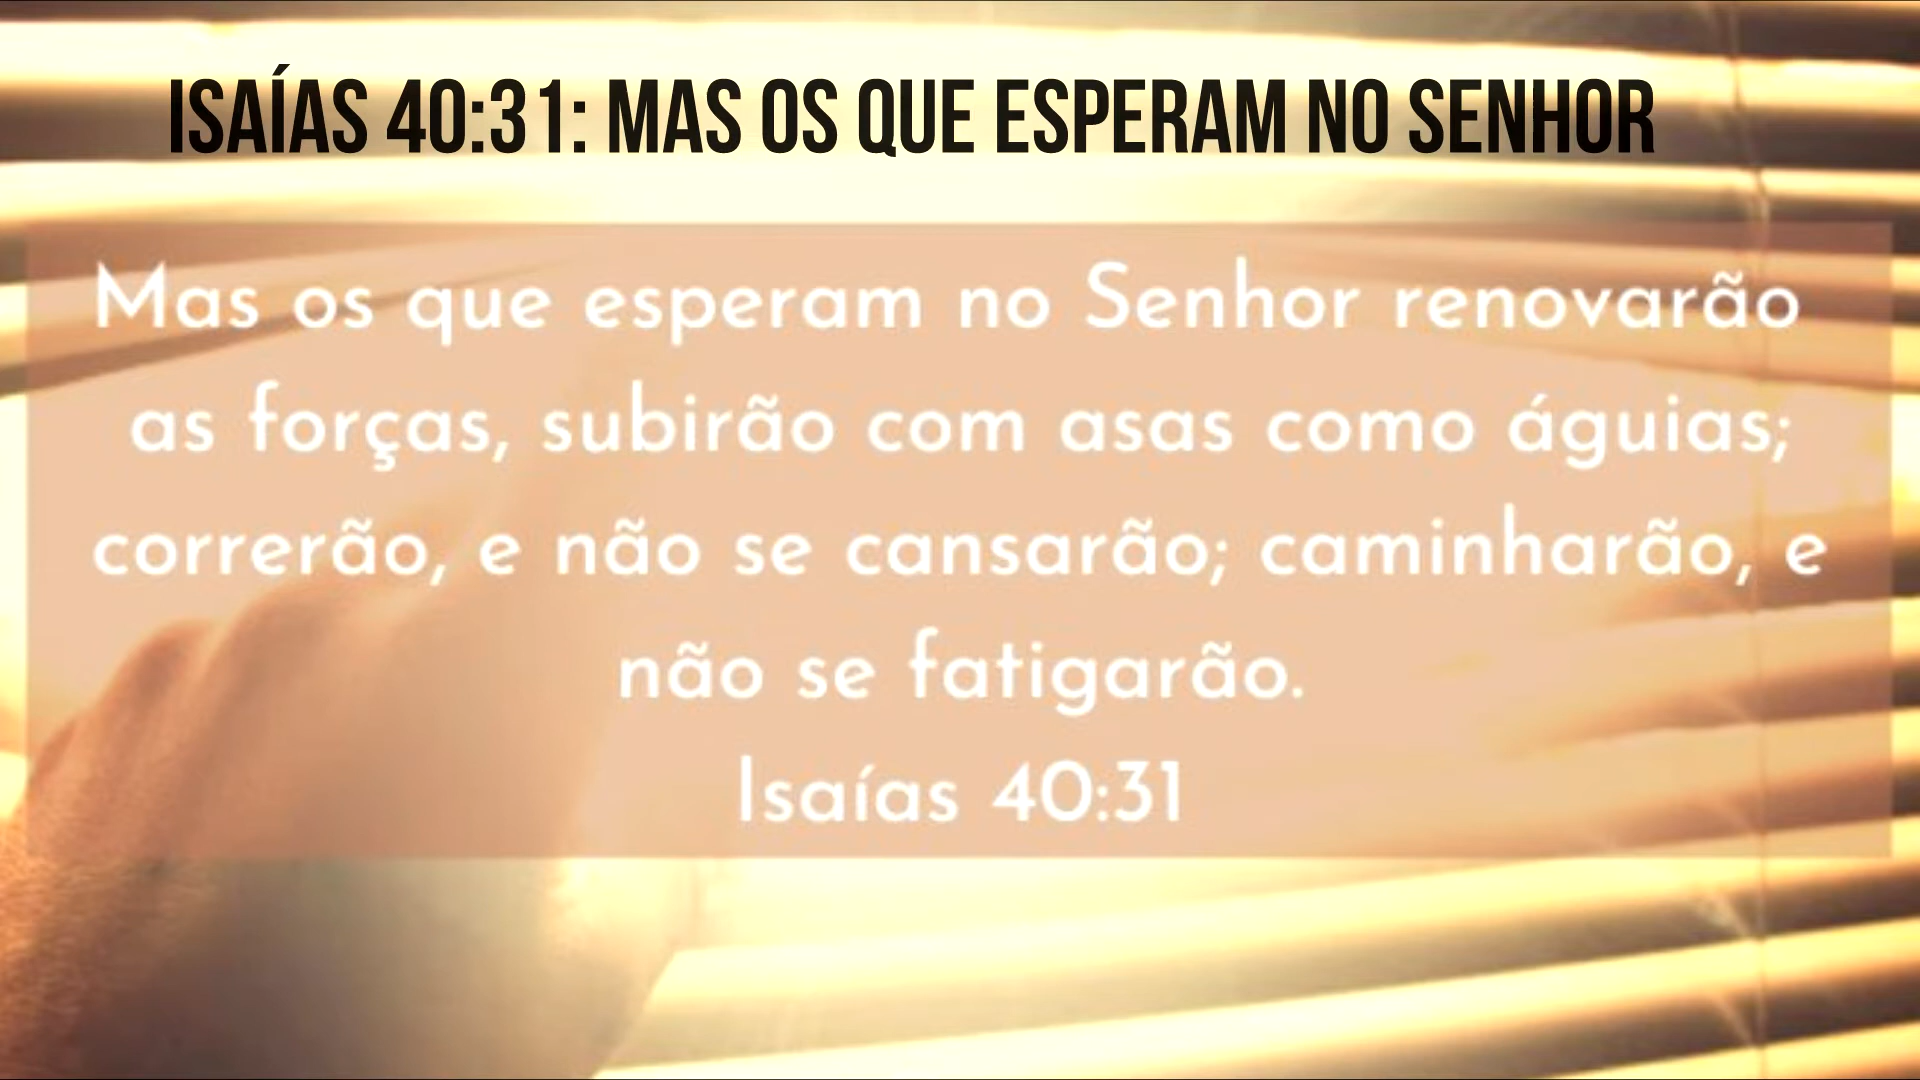 ISAÍAS 40:31: MAS OS QUE ESPERAM NO SENHOR
Mas os que esperam no Senhor renovarão
as forças, subirão com asas como águias;
correrão, e não se cansarão; caminharão, e
não se fatigarão.
Isaías 40:31